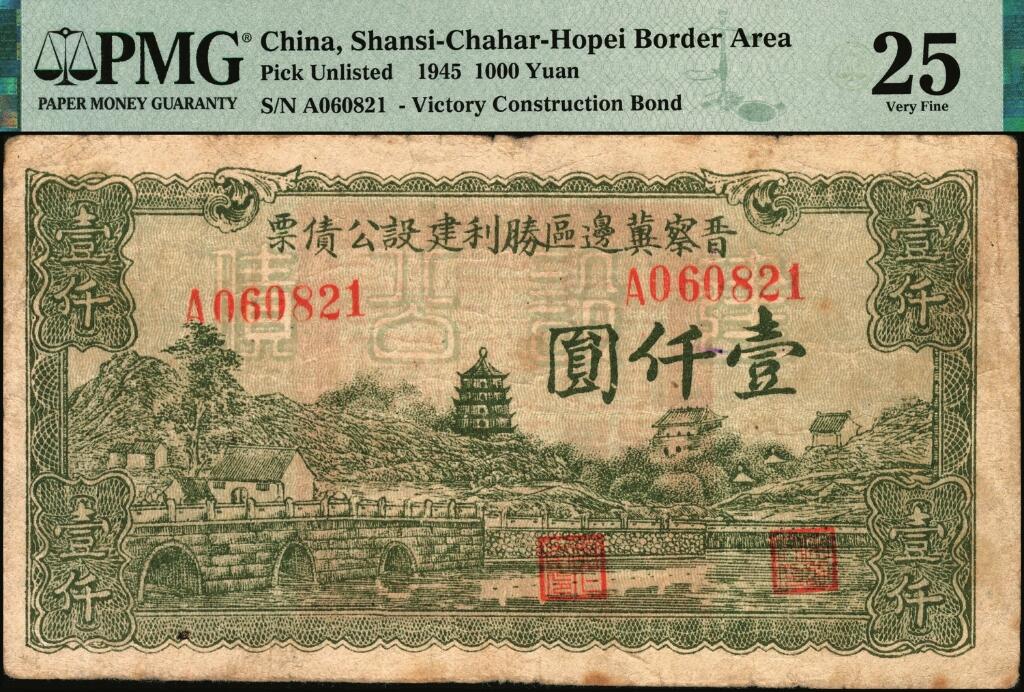 PMG®
PAPER MONEY GUARANTY
China, Shansi-Chahar-Hopei Border Area
Pick Unlisted 1945 1000 Yuan
S/N A060821 - Victory Construction Bond
25
Very Fine
晉察冀邊區勝利建設公債票
A060821
A060821
壹仟圓
壹仟
壹仟
壹仟
壹仟